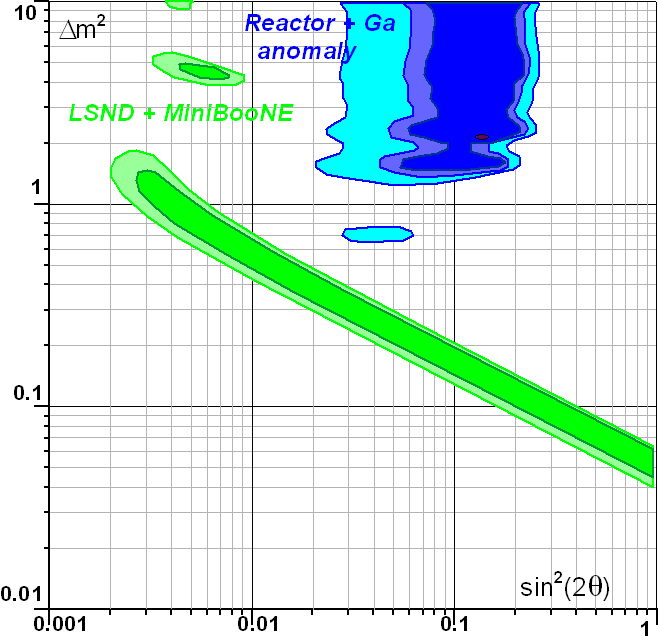 10
Δm²
Reactor + Ga
anomaly
LSND + MiniBooNE
1
0.1
sin²(2θ)
0.01
0.001 0.01 0.1 1